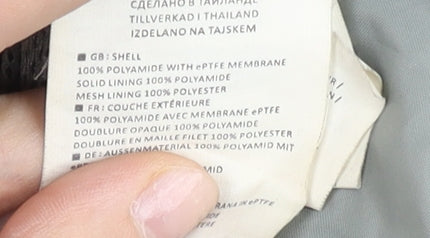 СДЕЛАНО В ТАИЛАНДЕ
TILLVERKAD I THAILAND
IZDELANO NA TAJSKEM
GB: SHELL
100% POLYAMIDE WITH ePTFE MEMBRANE
SOLID LINING 100% POLYAMIDE
MESH LINING 100% POLYESTER
FR: COUCHE EXTÉRIEURE
100% POLYAMIDE AVEC MEMBRANE ePTFE
DOUBLURE OPAQUE 100% POLYAMIDE
DOUBLURE EN MAILLE FILET 100% POLYESTER
DE: AUSSENMATERIAL 100% POLYAMID MIT